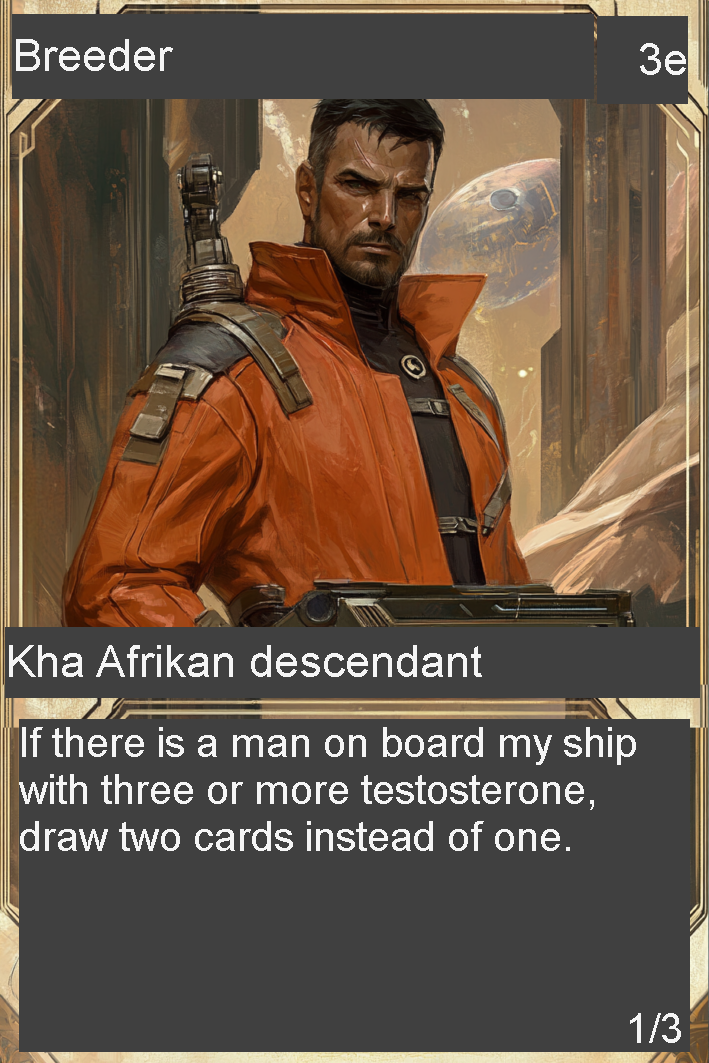 Breeder
3e
Kha Afrikan descendant
If there is a man on board my ship
with three or more testosterone,
draw two cards instead of one.
1/3